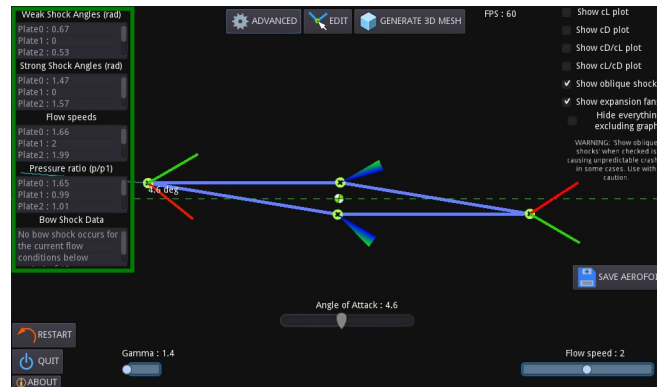 Weak Shock Angles (rad)
Plate0 : 0.67
Plate1 : 0
Plate2 : 0.53
Strong Shock Angles (rad)
Plate0 : 1.47
Plate1 : 0
Plate2 : 1.57
Flow speeds
Plate0 : 1.66
Plate1 : 2
Plate2 : 1.99
Pressure ratio (p/p1)
Plate0 : 1.65
Plate1 : 0.99
Plate2 : 1.01
Bow Shock Data
No bow shock occurs for
the current flow
conditions below
RESTART
QUIT
ABOUT
ADVANCED
EDIT
GENERATE 3D MESH
FPS : 60
4.6 deg
Angle of Attack : 4.6
Gamma : 1.4
Flow speed : 2
Show cL plot
Show cD plot
Show cD/cL plot
Show cL/cD plot
Show oblique shock
Show expansion fans
Hide everythin
excluding graph
WARNING: 'Show oblique
shocks' when checked is
causing unpredictable crash
in some cases. Use with
caution.
SAVE AEROFOI